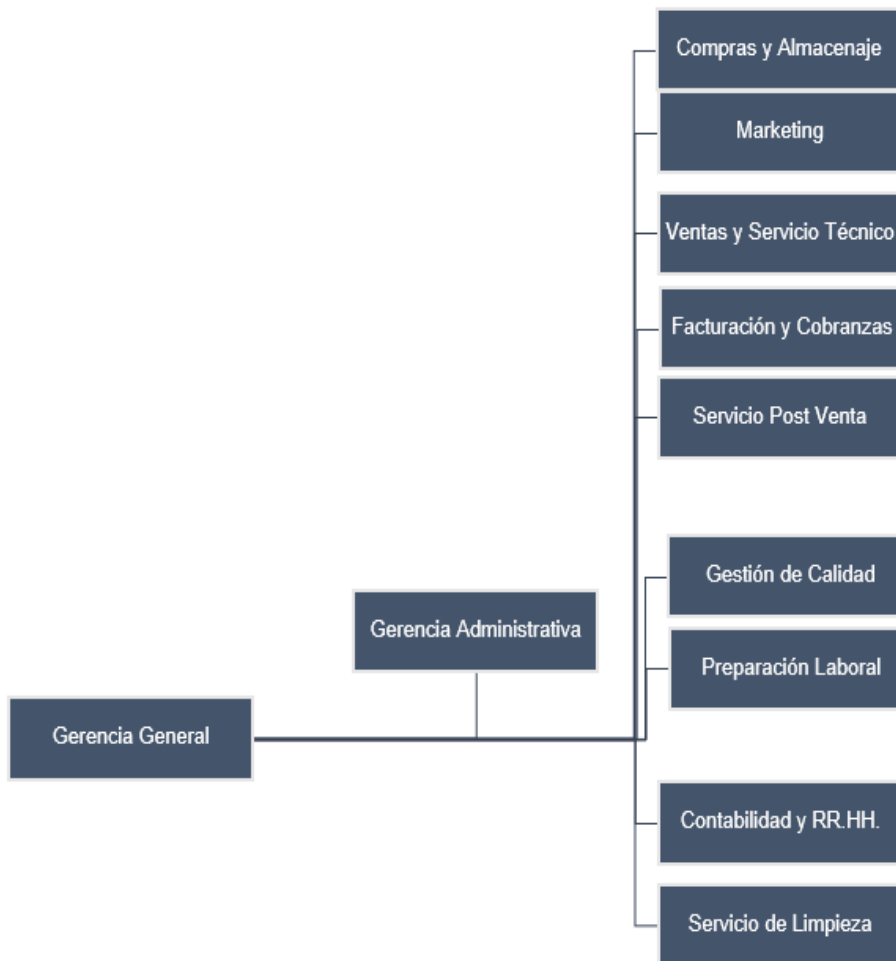 Compras y Almacenaje
Marketing
Ventas y Servicio Técnico
Facturación y Cobranzas
Servicio Post Venta
Gestión de Calidad
Gerencia Administrativa
Preparación Laboral
Gerencia General
Contabilidad y RR.HH.
Servicio de Limpieza